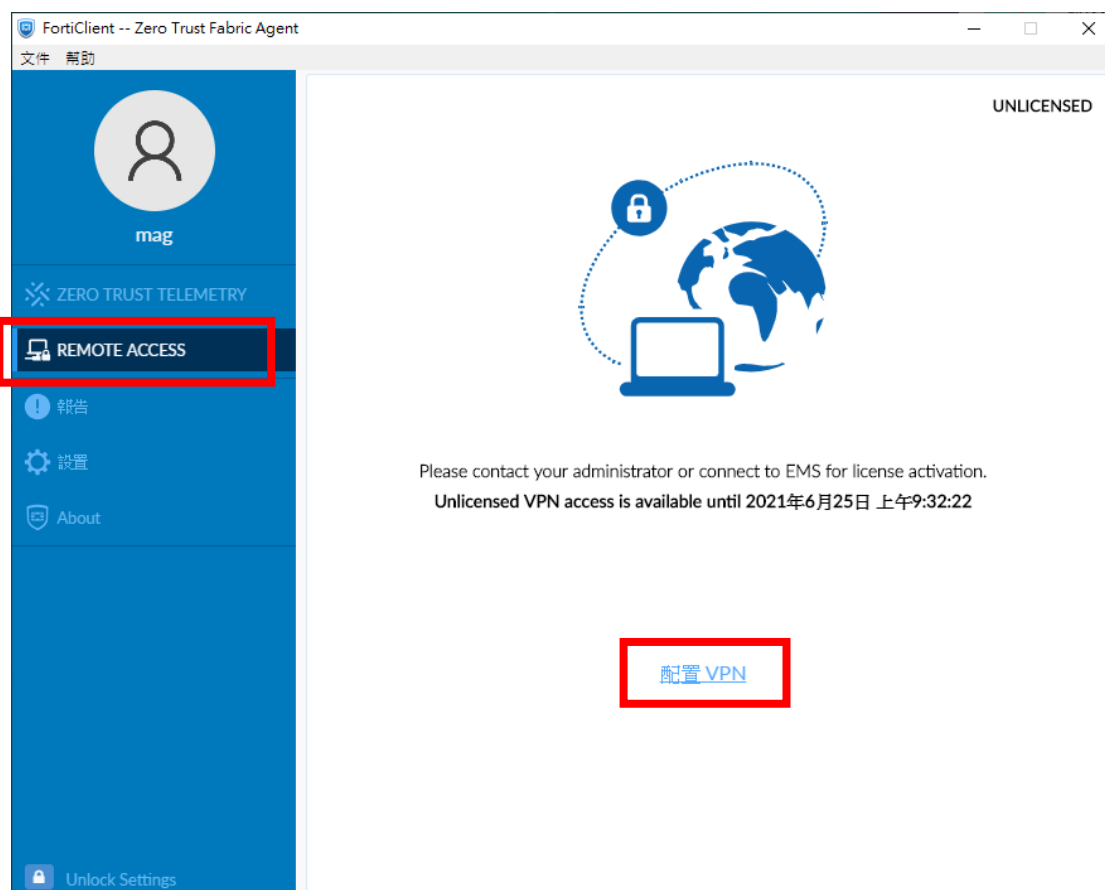 FortiClient -- Zero Trust Fabric Agent
文件 幫助
UNLICENSED
mag
ZERO TRUST TELEMETRY
REMOTE ACCESS
報告
設置
About
Please contact your administrator or connect to EMS for license activation.
Unlicensed VPN access is available until 2021年6月25日 上午9:32:22
配置 VPN
Unlock Settings